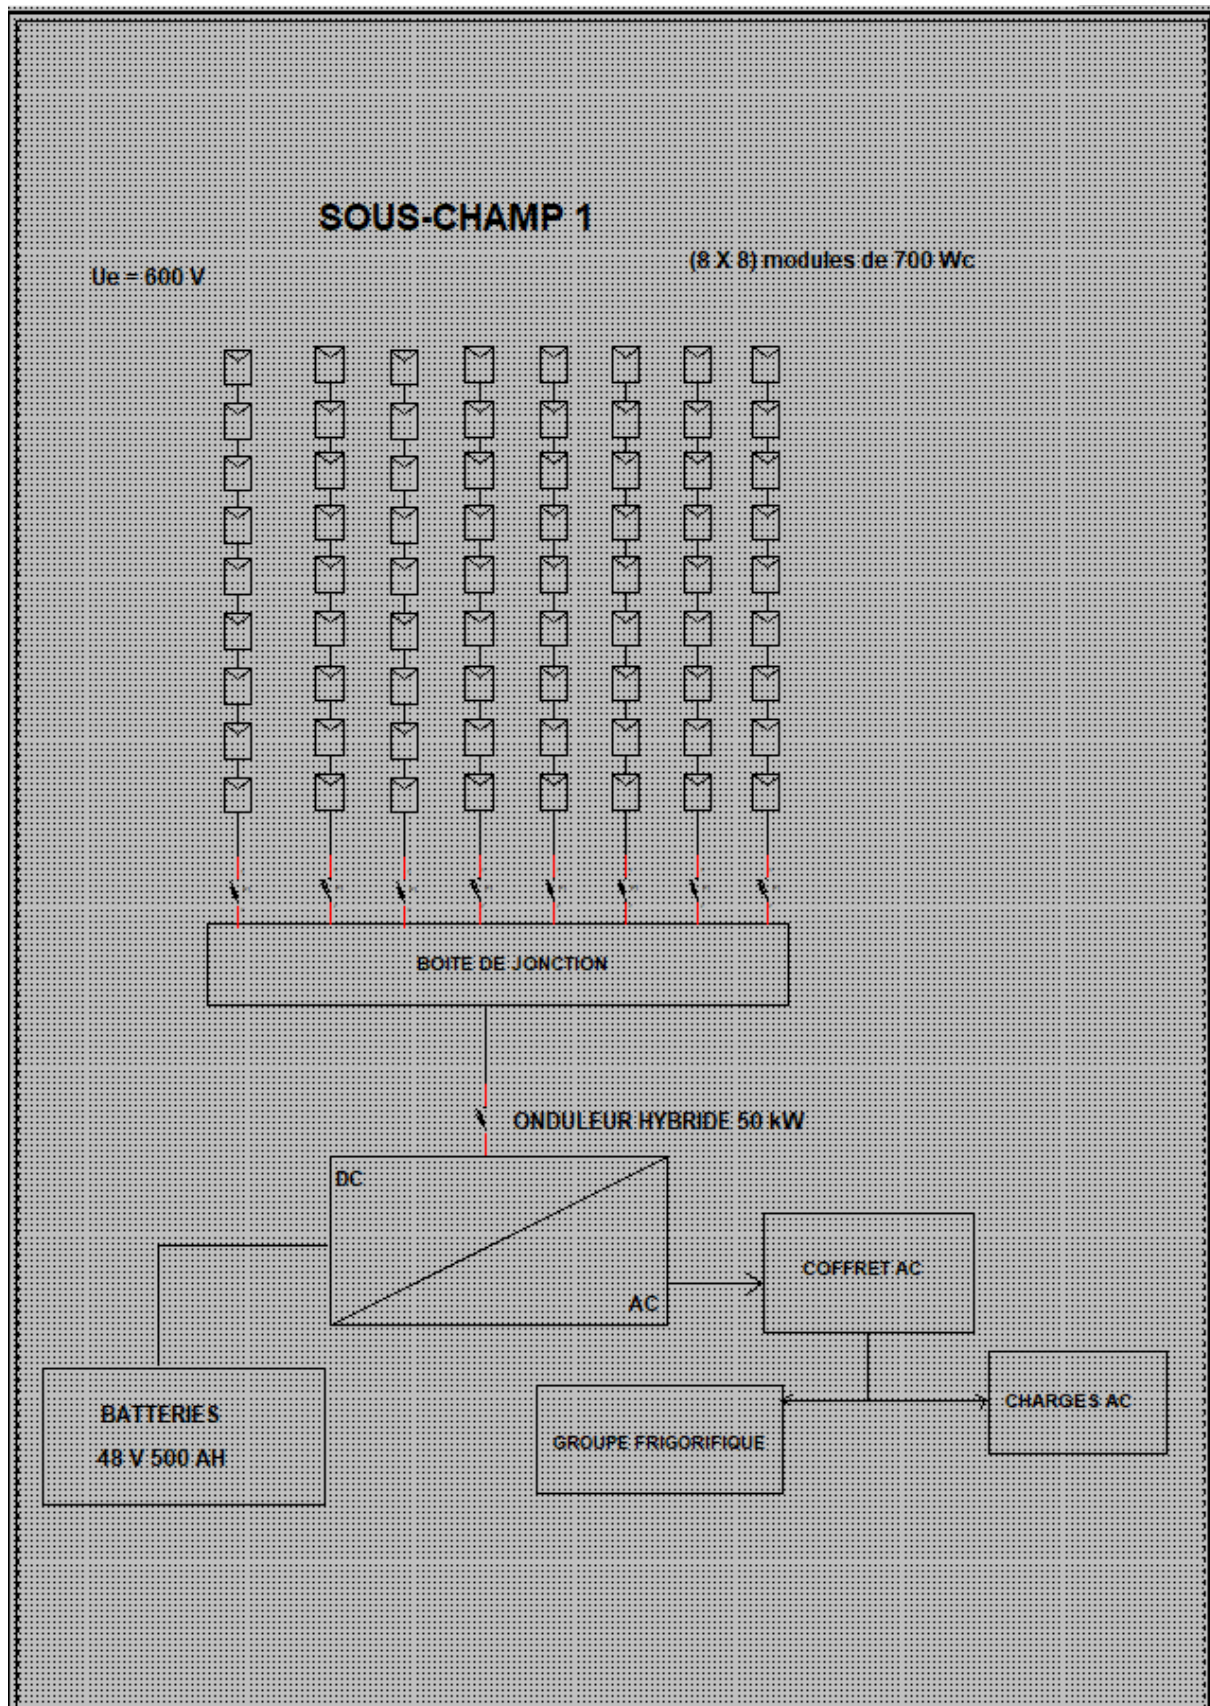 SOUS-CHAMP 1
(8 X 8) modules de 700 Wc
Ue = 600 V
BOITE DE JONCTION
ONDULEUR HYBRIDE 50 kW
DC
AC
COFFRET AC
BATTERIES
48 V 500 AH
GROUPE FRIGORIFIQUE
CHARGES AC